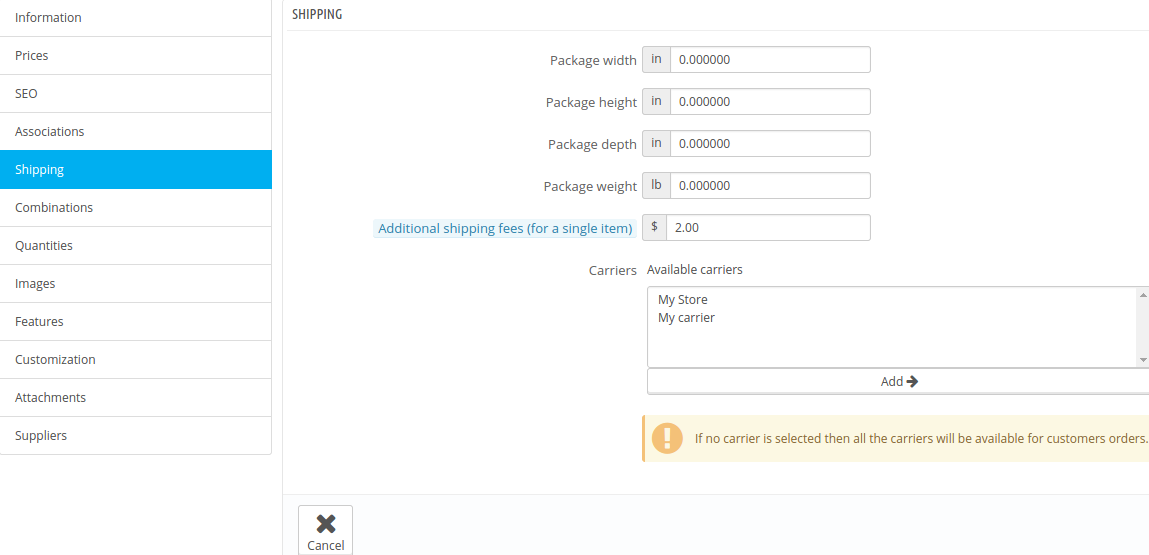 Information
Prices
SEO
Associations
Shipping
Combinations
Quantities
Images
Features
Customization
Attachments
Suppliers
SHIPPING
Package width in 0.000000
Package height in 0.000000
Package depth in 0.000000
Package weight lb 0.000000
Additional shipping fees (for a single item) $ 2.00
Carriers Available carriers
My Store
My carrier
Add
If no carrier is selected then all the carriers will be available for customers orders.
Cancel